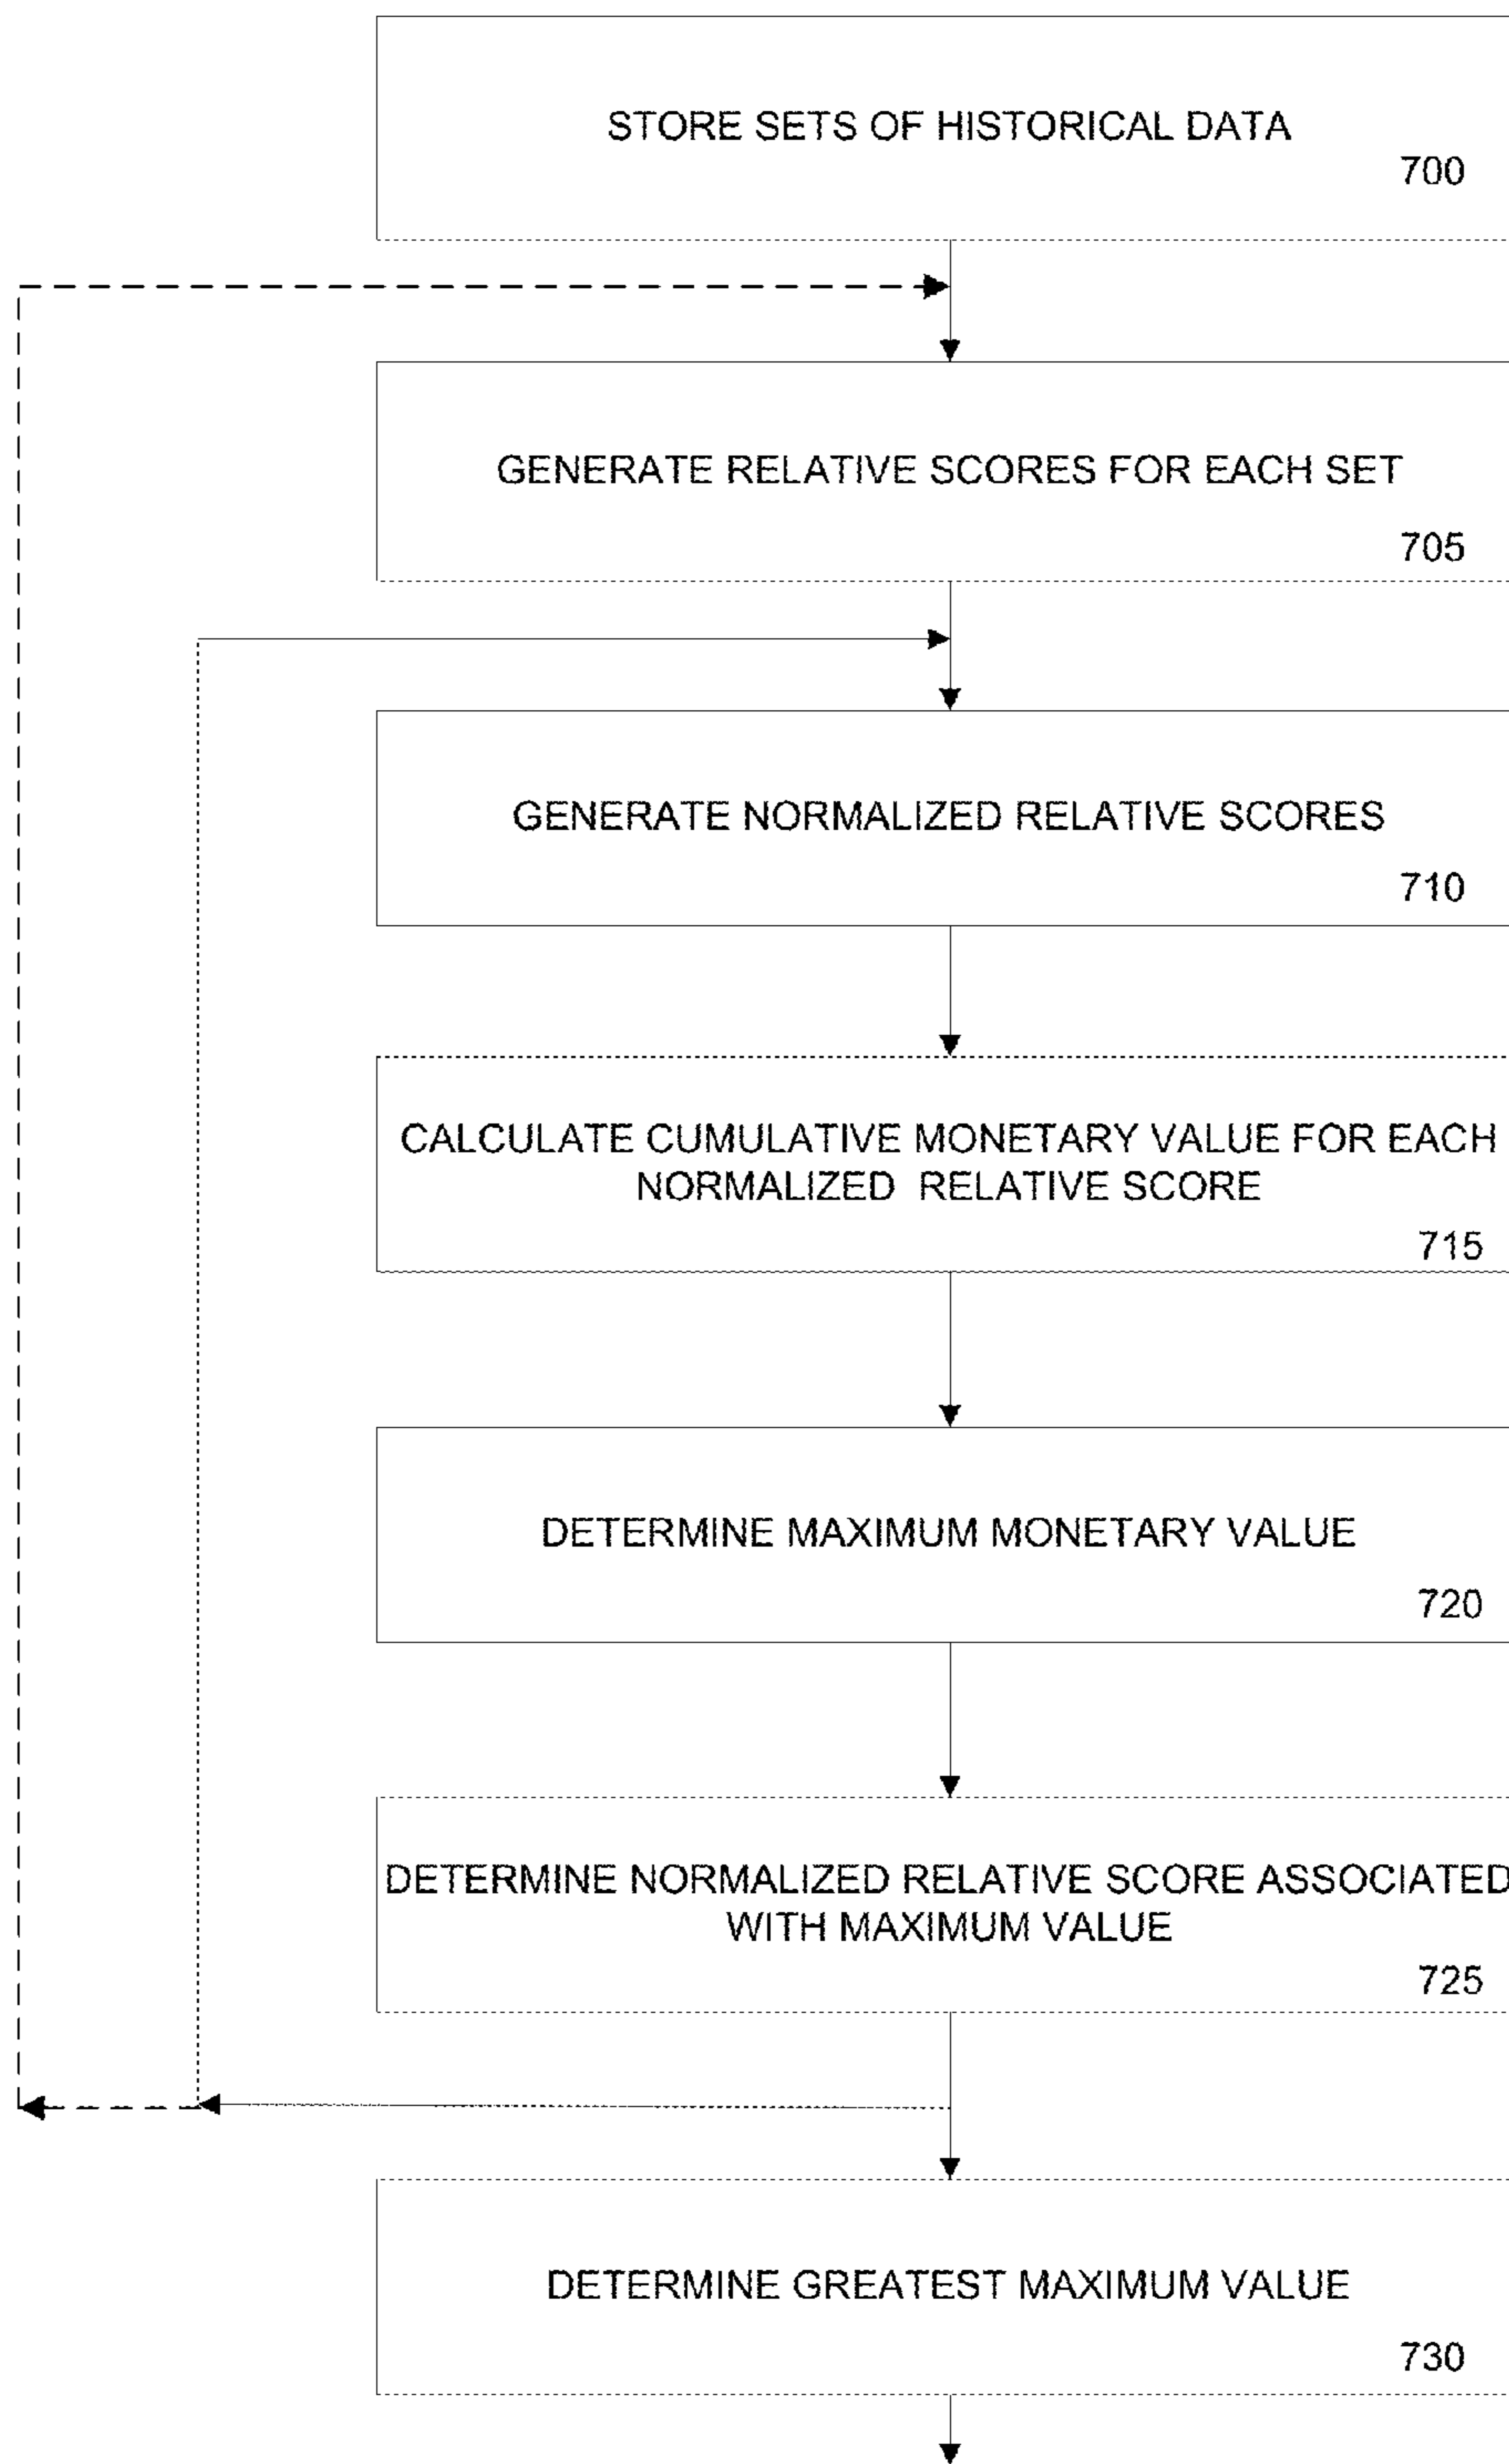 STORE SETS OF HISTORICAL DATA
700
GENERATE RELATIVE SCORES FOR EACH SET
705
GENERATE NORMALIZED RELATIVE SCORES
710
CALCULATE CUMULATIVE MONETARY VALUE FOR EACH
NORMALIZED RELATIVE SCORE
715
DETERMINE MAXIMUM MONETARY VALUE
720
DETERMINE NORMALIZED RELATIVE SCORE ASSOCIATED
WITH MAXIMUM VALUE
725
DETERMINE GREATEST MAXIMUM VALUE
730